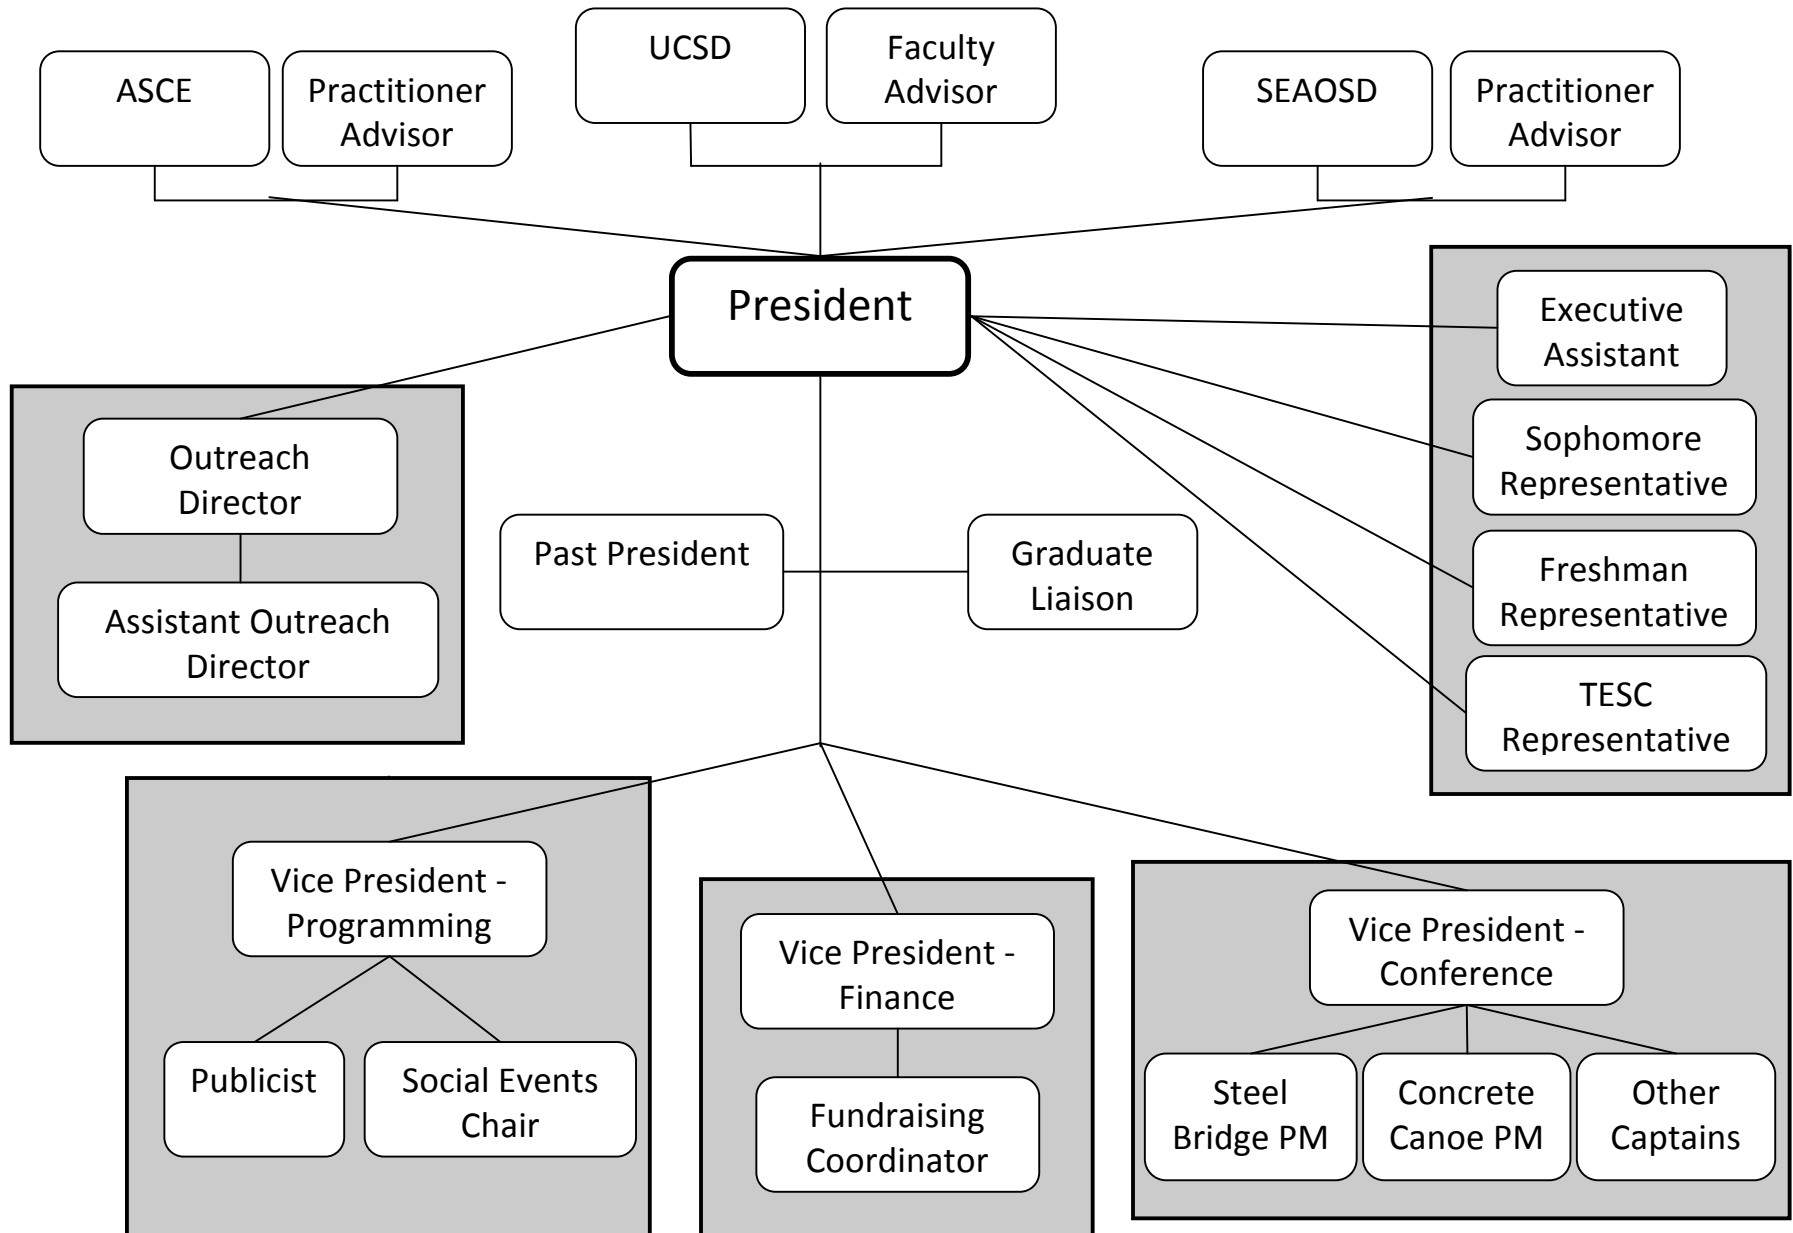 ASCE
Practitioner
Advisor
UCSD
Faculty
Advisor
SEAOSD
Practitioner
Advisor
President
Executive
Assistant
Sophomore
Representative
Freshman
Representative
TESC
Representative
Outreach
Director
Assistant Outreach
Director
Past President
Graduate
Liaison
Vice President -
Programming
Publicist
Social Events
Chair
Vice President -
Finance
Fundraising
Coordinator
Vice President -
Conference
Steel
Bridge PM
Concrete
Canoe PM
Other
Captains